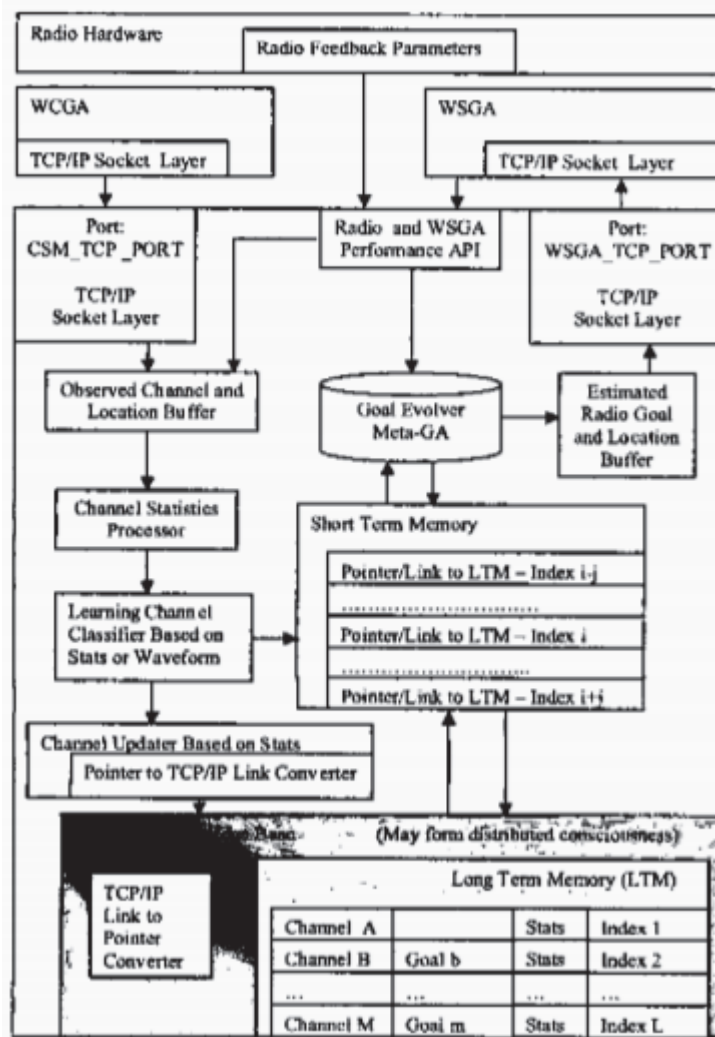 Radio Hardware
Radio Feedback Parameters
WCGA
TCP/IP Socket Layer
WSGA
TCP/IP Socket Layer
Port:
CSM_TCP_PORT
TCP/IP
Socket Layer
Radio and WSGA
Performance API
Port:
WSGA_TCP_PORT
TCP/IP
Socket Layer
Observed Channel and
Location Buffer
Goal Evolver
Meta-GA
Estimated
Radio Goal
and Location
Buffer
Channel Statistics
Processor
Short Term Memory
Pointer/Link to LTM – Index i-j
................................
Pointer/Link to LTM – Index i
................................
Pointer/Link to LTM – Index i+j
Learning Channel
Classifier Based on
Stats or Waveform
Channel Updater Based on Stats
Pointer to TCP/IP Link Converter
(May form distributed consciousness)
TCP/IP
Link to
Pointer
Converter
Long Term Memory (LTM)
Channel A Stats Index 1
Channel B Goal b Stats Index 2
... ... ... ...
Channel M Goal m Stats Index L